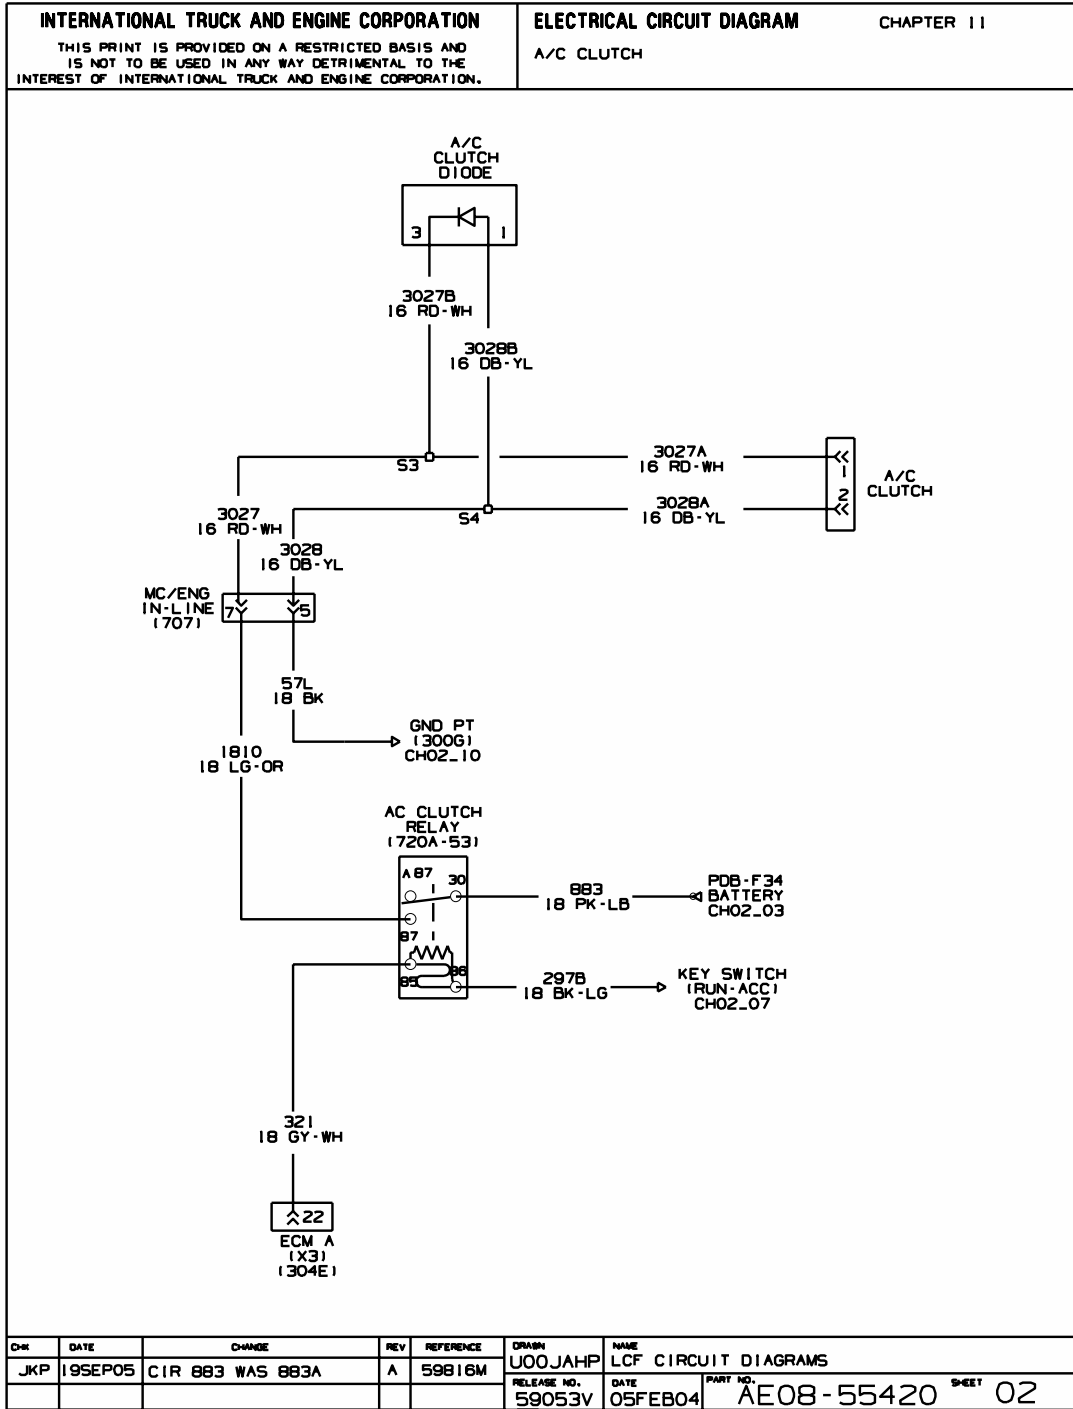 INTERNATIONAL TRUCK AND ENGINE CORPORATION
THIS PRINT IS PROVIDED ON A RESTRICTED BASIS AND
IS NOT TO BE USED IN ANY WAY DETRIMENTAL TO THE
INTEREST OF INTERNATIONAL TRUCK AND ENGINE CORPORATION.
ELECTRICAL CIRCUIT DIAGRAM
CHAPTER 11
A/C CLUTCH
A/C
CLUTCH
DIODE
3
1
3027B
16 RD-WH
3028B
16 DB-YL
S3
3027A
16 RD-WH
1
2
A/C
CLUTCH
S4
3028A
16 DB-YL
3027
16 RD-WH
3028
16 DB-YL
MC/ENG
IN-LINE
(707)
7
5
57L
18 BK
GND PT
(300G)
CH02_10
1810
18 LG-OR
AC CLUTCH
RELAY
(720A-53)
A 87
30
87
85
86
883
18 PK-LB
PDB-F34
BATTERY
CH02_03
297B
18 BK-LG
KEY SWITCH
(RUN-ACC)
CH02_07
321
18 GY-WH
22
ECM A
(X3)
(304E)
CHK DATE CHANGE REV REFERENCE
JKP 19SEP05 CIR 883 WAS 883A A 59816M
DRAWN
U00JAHP
NAME
LCF CIRCUIT DIAGRAMS
RELEASE NO.
59053V
DATE
05FEB04
PART NO.
AE08-55420
SHEET 02